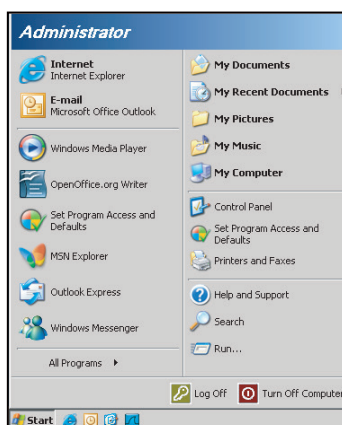 Administrator
Internet
Internet Explorer
E-mail
Microsoft Office Outlook
Windows Media Player
OpenOffice.org Writer
Set Program Access and
Defaults
MSN Explorer
Outlook Express
Windows Messenger
All Programs
My Documents
My Recent Documents
My Pictures
My Music
My Computer
Control Panel
Set Program Access and
Defaults
Printers and Faxes
Help and Support
Search
Run...
Log Off
Turn Off Computer
Start